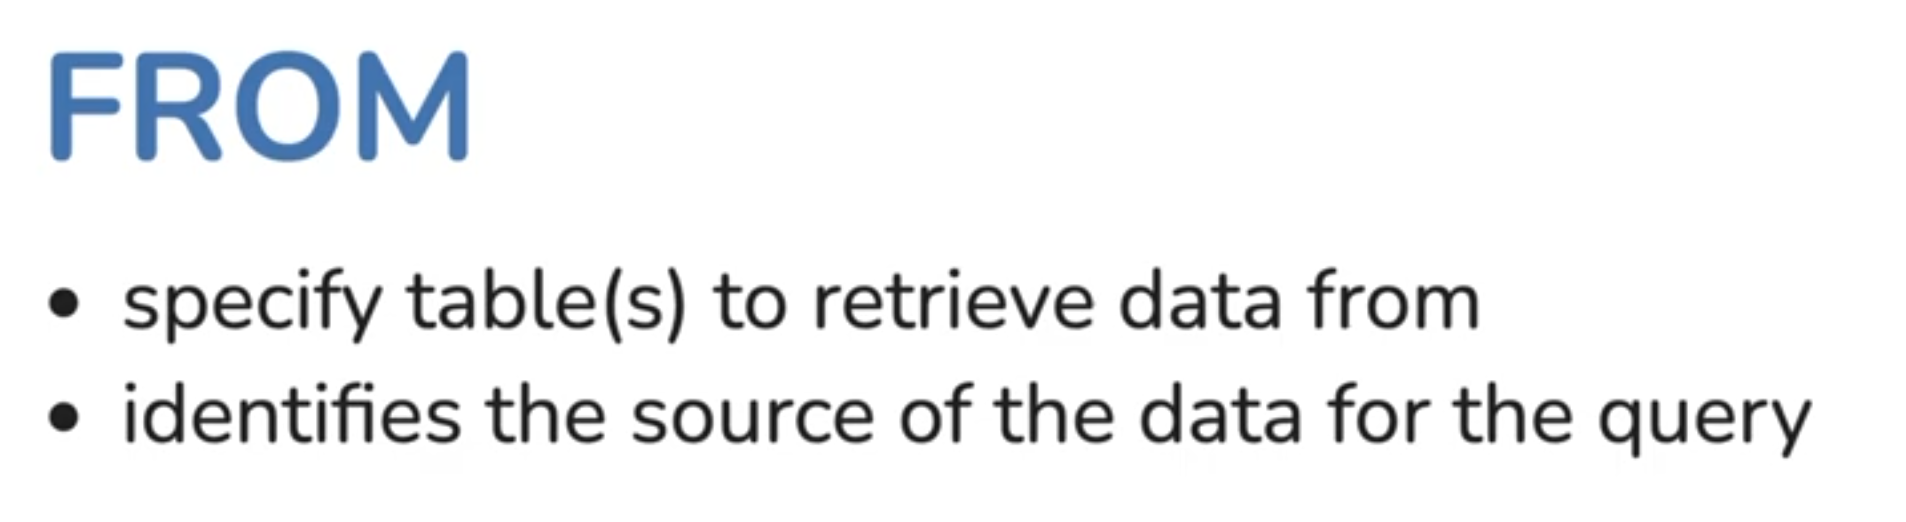 FROM
• specify table(s) to retrieve data from
• identifies the source of the data for the query